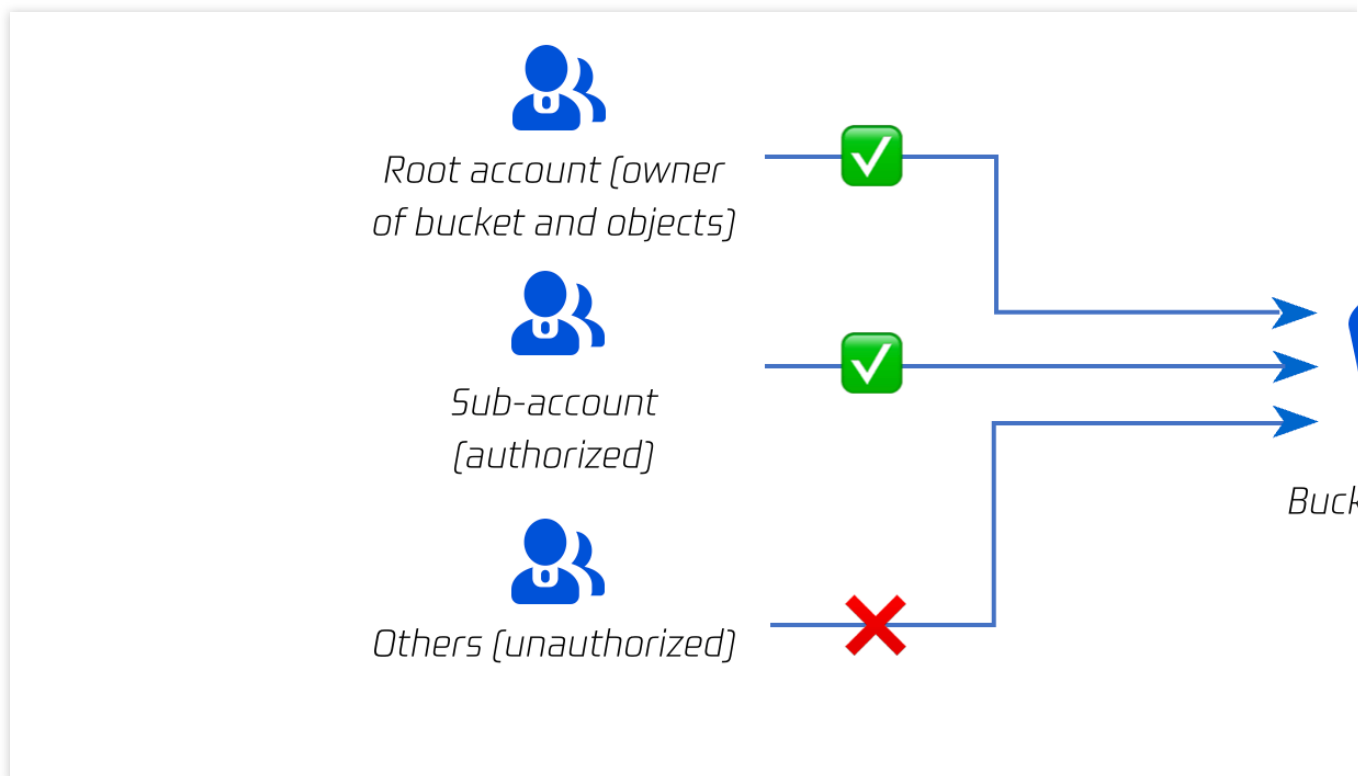 Root account (owner
of bucket and objects)
Sub-account
(authorized)
Others (unauthorized)